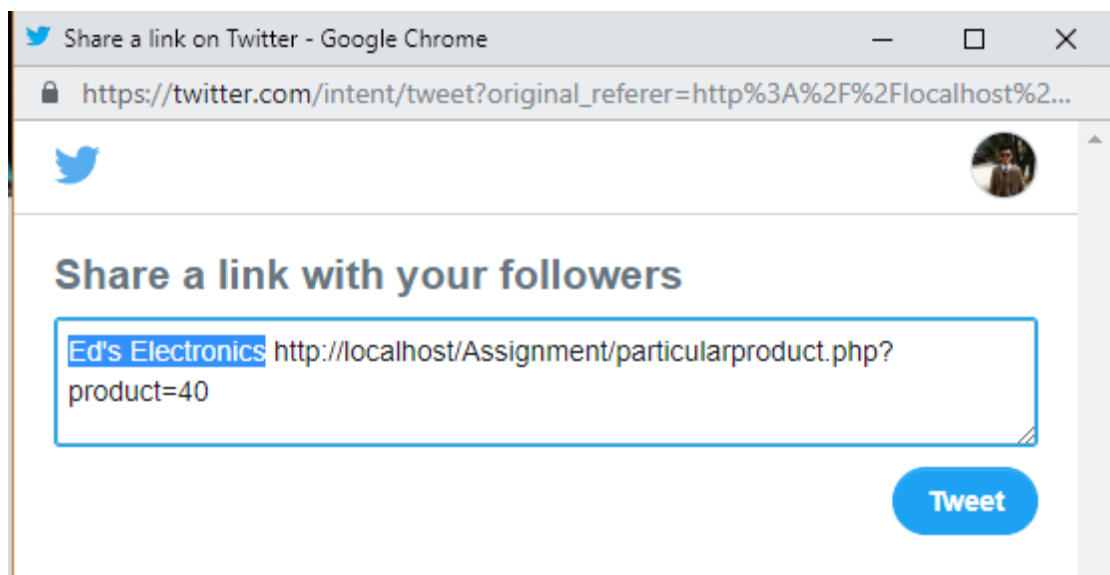 Share a link on Twitter - Google Chrome
https://twitter.com/intent/tweet?original_referer=http%3A%2F%2Flocalhost%2...
Share a link with your followers
Ed's Electronics http://localhost/Assignment/particularproduct.php?
product=40
Tweet